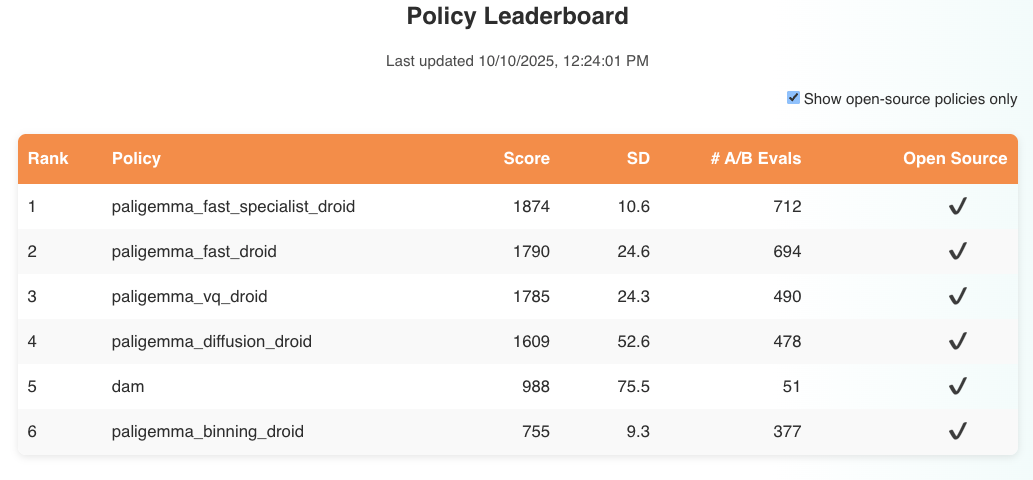 Policy Leaderboard
Last updated 10/10/2025, 12:24:01 PM
Show open-source policies only
Rank Policy Score SD # A/B Evals Open Source
1 paligemma_fast_specialist_droid 1874 10.6 712 ✔
2 paligemma_fast_droid 1790 24.6 694 ✔
3 paligemma_vq_droid 1785 24.3 490 ✔
4 paligemma_diffusion_droid 1609 52.6 478 ✔
5 dam 988 75.5 51 ✔
6 paligemma_binning_droid 755 9.3 377 ✔